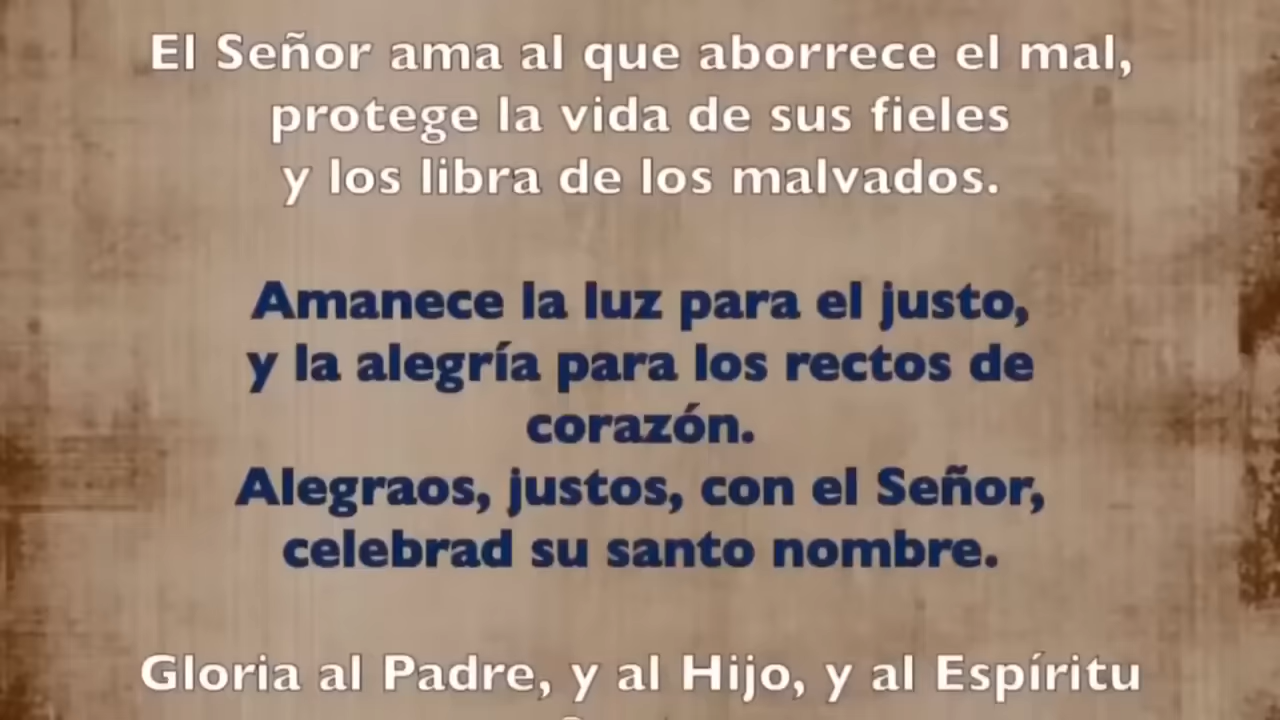 El Señor ama al que aborrece el mal,
protege la vida de sus fieles
y los libra de los malvados.
Amanece la luz para el justo,
y la alegría para los rectos de
corazón.
Alegraos, justos, con el Señor,
celebrad su santo nombre.
Gloria al Padre, y al Hijo, y al Espíritu